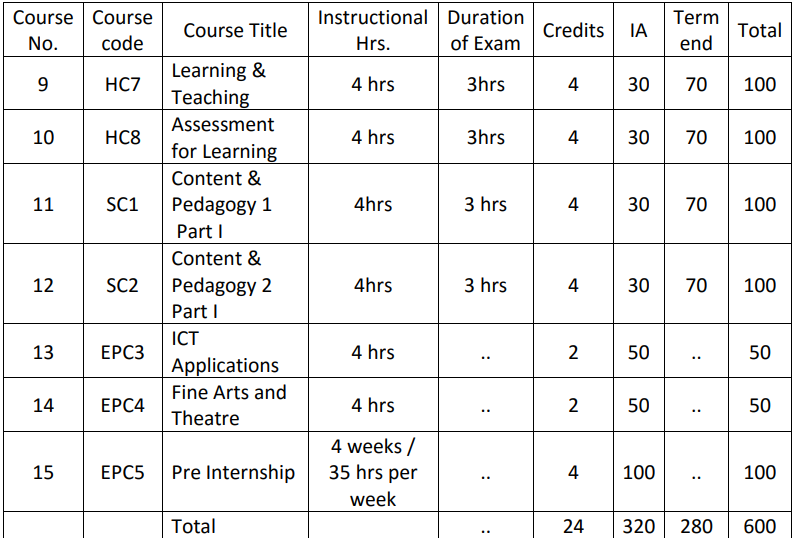 Course No. Course code Course Title Instructional Hrs. Duration of Exam Credits IA Term end Total
9 HC7 Learning & Teaching 4 hrs 3hrs 4 30 70 100
10 HC8 Assessment for Learning 4 hrs 3hrs 4 30 70 100
11 SC1 Content & Pedagogy 1 Part I 4hrs 3 hrs 4 30 70 100
12 SC2 Content & Pedagogy 2 Part I 4hrs 3 hrs 4 30 70 100
13 EPC3 ICT Applications 4 hrs .. 2 50 .. 50
14 EPC4 Fine Arts and Theatre 4 hrs .. 2 50 .. 50
15 EPC5 Pre Internship 4 weeks / 35 hrs per week .. 4 100 .. 100
Total .. 24 320 280 600